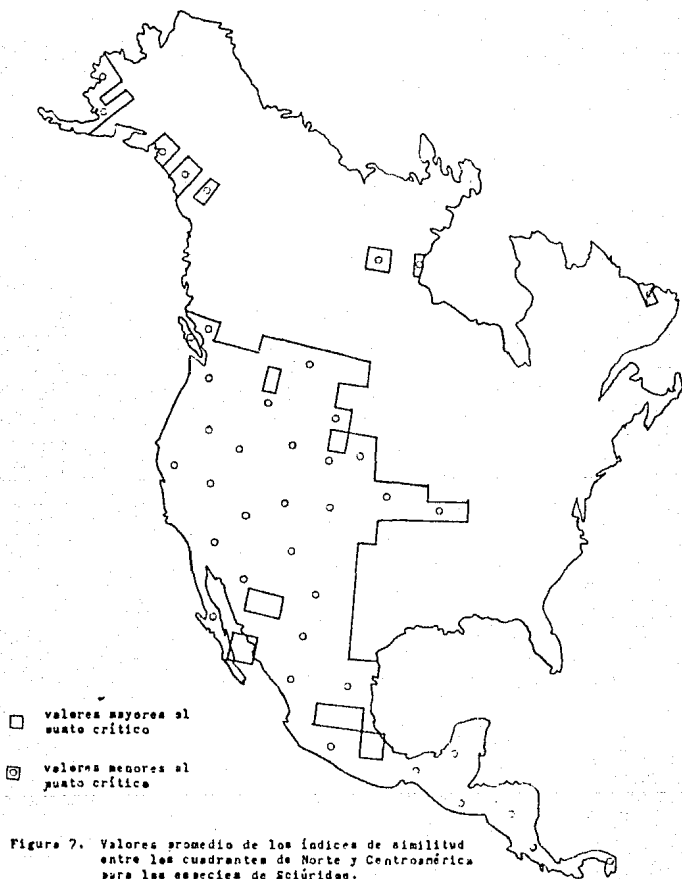 valores mayores al
punto crítico
valores menores al
punto crítico
Figura 7. Valores promedio de los índices de similitud
entre los cuadrantes de Norte y Centroamérica
para las especies de Sciúridos.